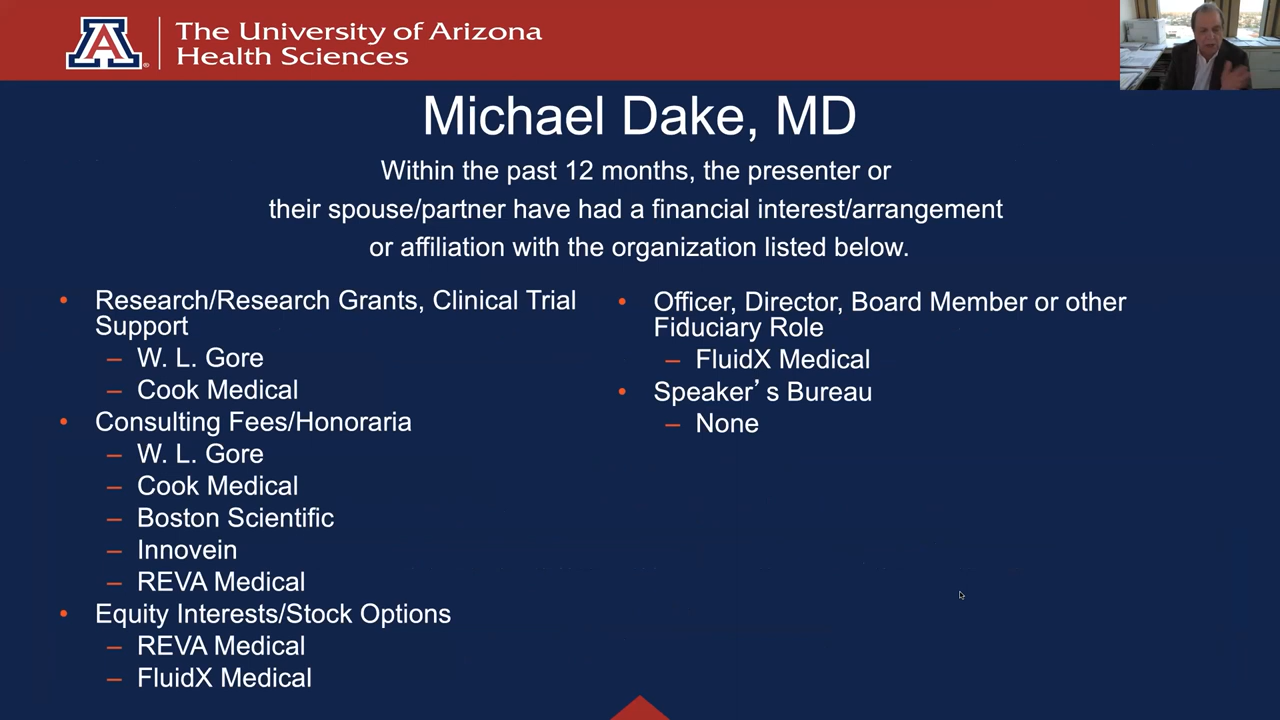 A
The University of Arizona
Health Sciences
Michael Dake, MD
Within the past 12 months, the presenter or
their spouse/partner have had a financial interest/arrangement
or affiliation with the organization listed below.
• Research/Research Grants, Clinical Trial
Support
– W. L. Gore
– Cook Medical
• Consulting Fees/Honoraria
– W. L. Gore
– Cook Medical
– Boston Scientific
– Innovein
– REVA Medical
• Equity Interests/Stock Options
– REVA Medical
– FluidX Medical
• Officer, Director, Board Member or other
Fiduciary Role
– FluidX Medical
• Speaker’s Bureau
– None